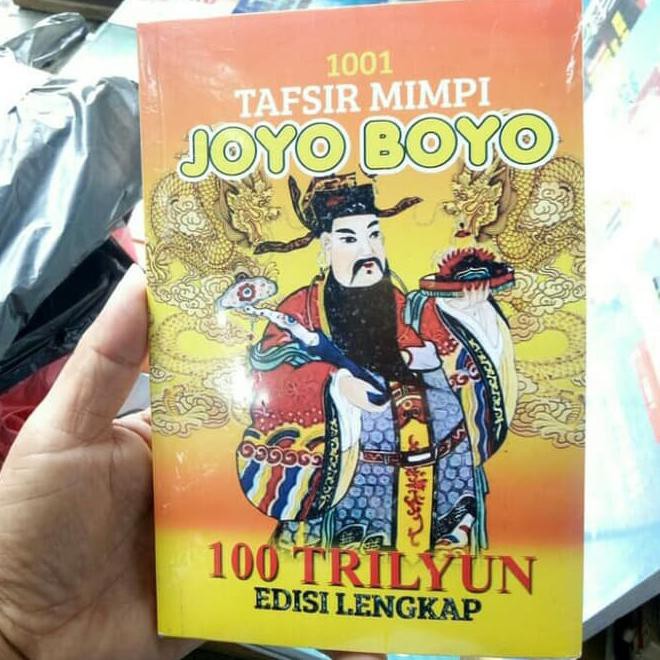 1001
TAFSIR MIMPI
JOYO BOYO
100 TRILYUN
EDISI LENGKAP